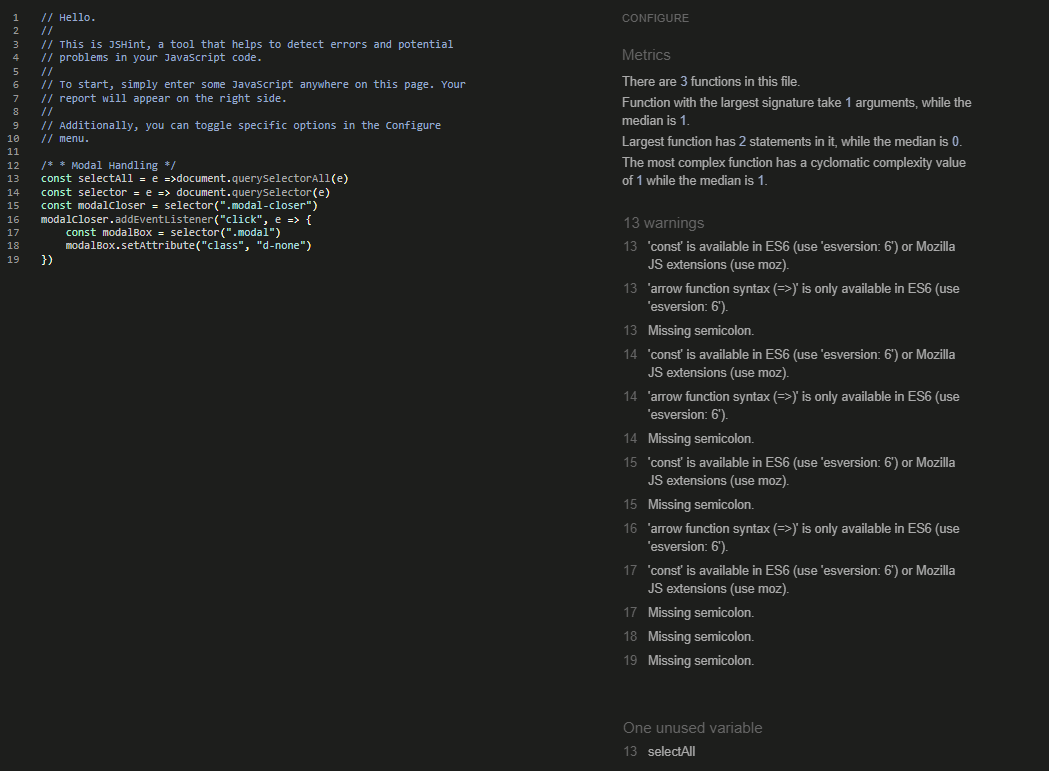 1 // Hello.
2 //
3 // This is JSHint, a tool that helps to detect errors and potential
4 // problems in your JavaScript code.
5 //
6 // To start, simply enter some JavaScript anywhere on this page. Your
7 // report will appear on the right side.
8 //
9 // Additionally, you can toggle specific options in the Configure
10 // menu.
11
12 /* * Modal Handling */
13 const selectAll = e =>document.querySelectorAll(e)
14 const selector = e => document.querySelector(e)
15 const modalCloser = selector(".modal-closer")
16 modalCloser.addEventListener("click", e => {
17     const modalBox = selector(".modal")
18     modalBox.setAttribute("class", "d-none")
19 })
CONFIGURE
Metrics
There are 3 functions in this file.
Function with the largest signature take 1 arguments, while the
median is 1.
Largest function has 2 statements in it, while the median is 0.
The most complex function has a cyclomatic complexity value
of 1 while the median is 1.
13 warnings
13 'const' is available in ES6 (use 'esversion: 6') or Mozilla
JS extensions (use moz).
13 'arrow function syntax (=>)' is only available in ES6 (use
'esversion: 6').
13 Missing semicolon.
14 'const' is available in ES6 (use 'esversion: 6') or Mozilla
JS extensions (use moz).
14 'arrow function syntax (=>)' is only available in ES6 (use
'esversion: 6').
14 Missing semicolon.
15 'const' is available in ES6 (use 'esversion: 6') or Mozilla
JS extensions (use moz).
15 Missing semicolon.
16 'arrow function syntax (=>)' is only available in ES6 (use
'esversion: 6').
17 'const' is available in ES6 (use 'esversion: 6') or Mozilla
JS extensions (use moz).
17 Missing semicolon.
18 Missing semicolon.
19 Missing semicolon.
One unused variable
13 selectAll